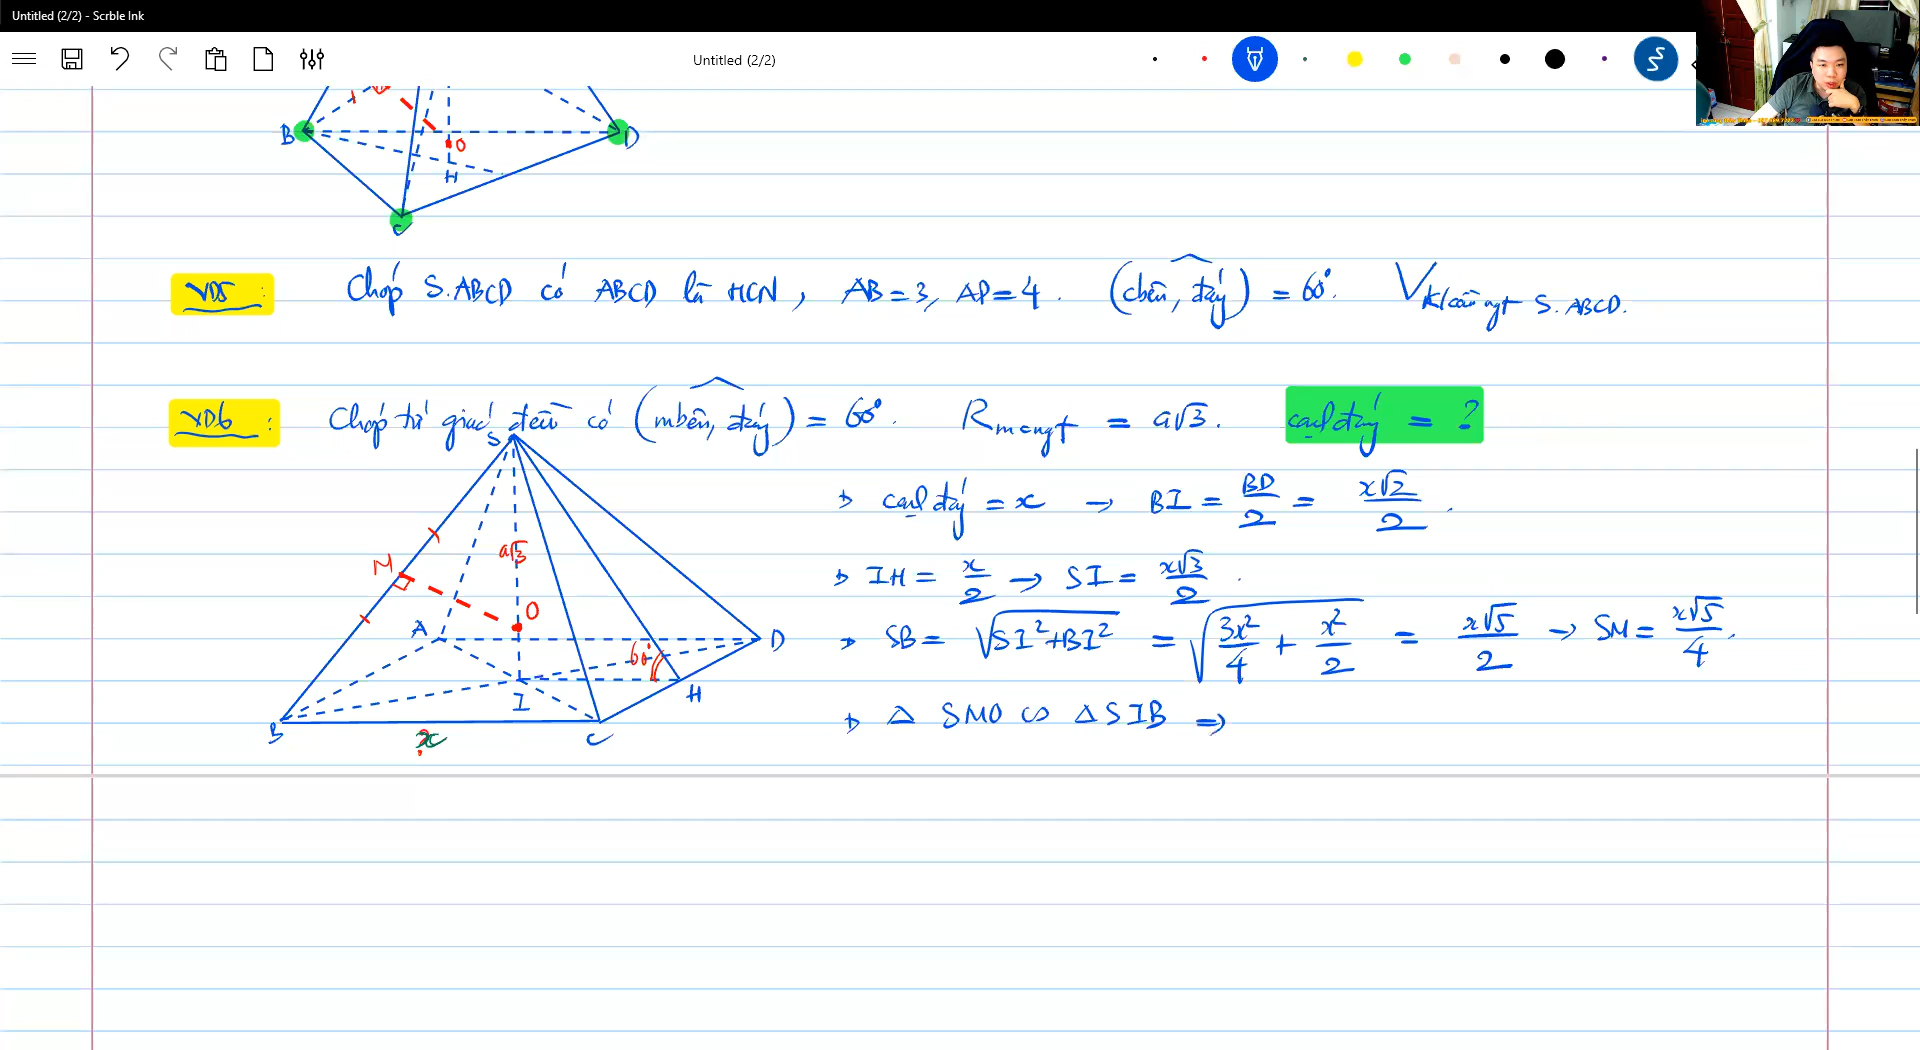 Untitled (2/2) - Scrble Ink
Untitled (2/2)
B
D
O
H
C
VD5 : Chóp S.ABCD có ABCD là HCN, AB=3, AD=4. (cbên, đáy) = 60°. V k/cầu ngt S.ABCD.
VD6 : Chóp tứ giác đều có (mbên, đáy) = 60°. Rmcngt = a√3. cạnh đáy = ?
S
→ cạnh đáy = x → BI = BD/2 = x√2/2.
a√3
M
→ IH = x/2 → SI = x√3/2.
O
A
D
60°
→ SB = √(SI²+BI²) = √(3x²/4 + x²/2) = x√5/2 → SM = x√5/4.
I
H
→ Δ SMO ∽ Δ SIB ⇒
B
x
C